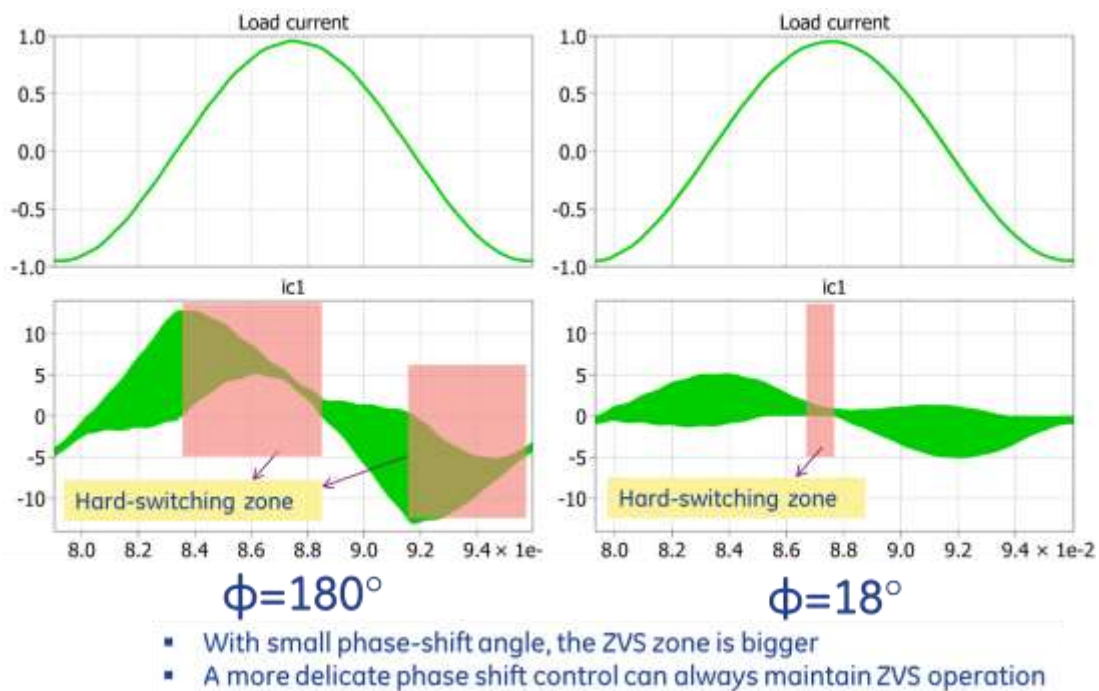 Load current
1.0
0.5
0.0
-0.5
-1.0
ic1
10
5
0
-5
-10
Hard-switching zone
8.0 8.2 8.4 8.6 8.8 9.0 9.2 9.4 × 1e-
ϕ=180°
Load current
1.0
0.5
0.0
-0.5
-1.0
ic1
10
5
0
-5
-10
Hard-switching zone
8.0 8.2 8.4 8.6 8.8 9.0 9.2 9.4 × 1e-2
ϕ=18°
▪ With small phase-shift angle, the ZVS zone is bigger
▪ A more delicate phase shift control can always maintain ZVS operation